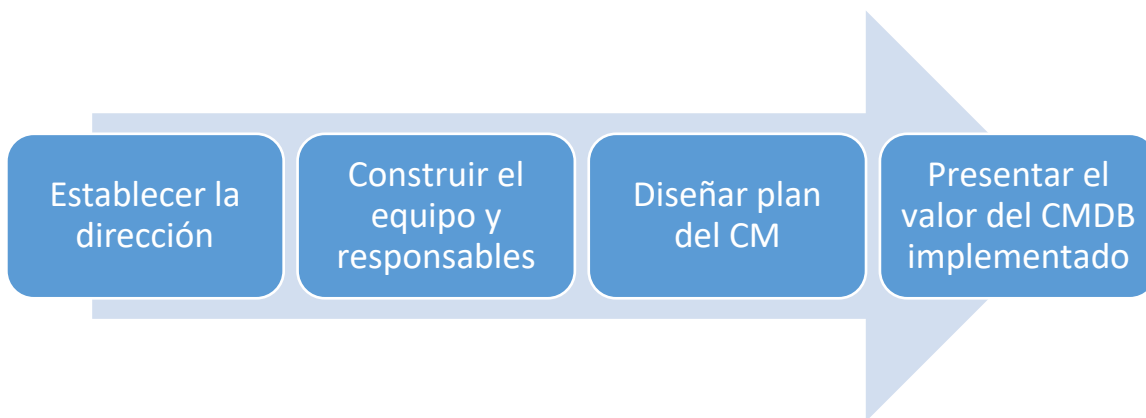 Establecer la
dirección
Construir el
equipo y
responsables
Diseñar plan
del CM
Presentar el
valor del CMDB
implementado